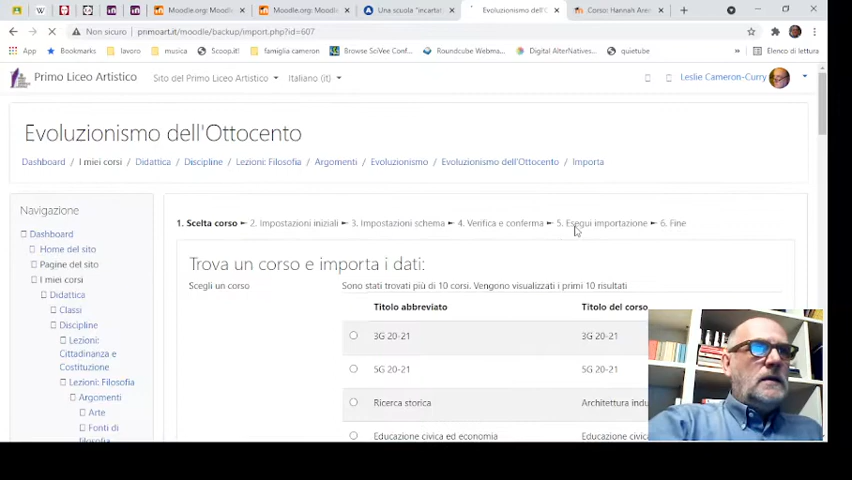 Moodle.org: Moodle
Moodle.org: Moodle
Una scuola "incartat
Evoluzionismo dell'O
Corso: Hannah Aren
Non sicuro primoart.it/moodle/backup/import.php?id=607
App Bookmarks lavoro musica Scoop.it! famiglia cameron Browse SciVee Conf... Roundcube Webma... Digital AlterNatives... quietube Elenco di lettura
Primo Liceo Artistico Sito del Primo Liceo Artistico Italiano (it) Leslie Cameron-Curry
Evoluzionismo dell'Ottocento
Dashboard / I miei corsi / Didattica / Discipline / Lezioni: Filosofia / Argomenti / Evoluzionismo / Evoluzionismo dell'Ottocento / Importa
Navigazione
Dashboard
Home del sito
Pagine del sito
I miei corsi
Didattica
Classi
Discipline
Lezioni:
Cittadinanza e
Costituzione
Lezioni: Filosofia
Argomenti
Arte
Fonti di
filosofia
1. Scelta corso ► 2. Impostazioni iniziali ► 3. Impostazioni schema ► 4. Verifica e conferma ► 5. Esegui importazione ► 6. Fine
Trova un corso e importa i dati:
Scegli un corso Sono stati trovati più di 10 corsi. Vengono visualizzati i primi 10 risultati
Titolo abbreviato Titolo del corso
3G 20-21 3G 20-21
5G 20-21 5G 20-21
Ricerca storica Architettura indu
Educazione civica ed economia Educazione civi